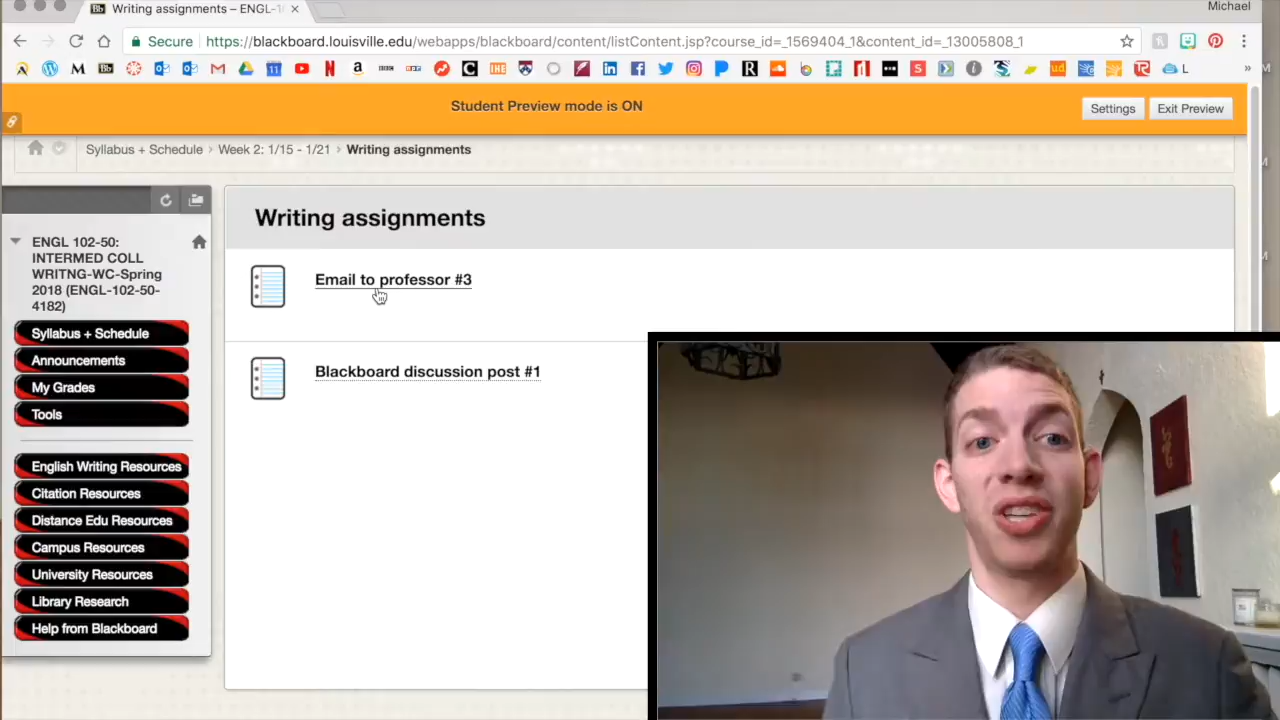 Writing assignments – ENGL-1
Michael
Secure
https://blackboard.louisville.edu/webapps/blackboard/content/listContent.jsp?course_id=_1569404_1&content_id=_13005808_1
L
»
Student Preview mode is ON
Settings
Exit Preview
Syllabus + Schedule > Week 2: 1/15 - 1/21 > Writing assignments
Writing assignments
Email to professor #3
Blackboard discussion post #1
ENGL 102-50:
INTERMED COLL
WRITNG-WC-Spring
2018 (ENGL-102-50-
4182)
Syllabus + Schedule
Announcements
My Grades
Tools
English Writing Resources
Citation Resources
Distance Edu Resources
Campus Resources
University Resources
Library Research
Help from Blackboard